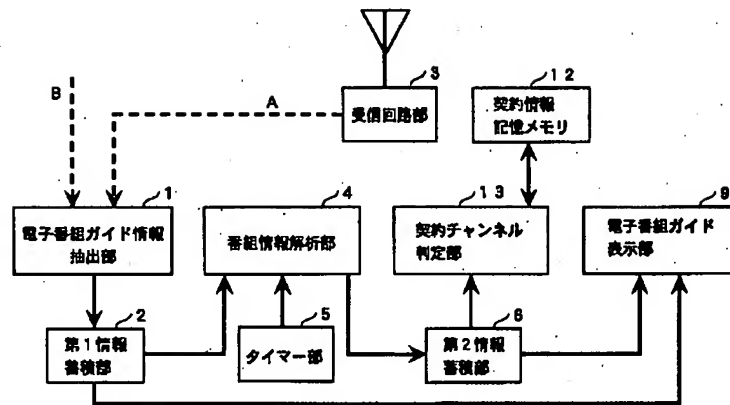 3
受信回路部
12
契約情報
記憶メモリ
B
A
1
電子番組ガイド情報
抽出部
4
番組情報解析部
13
契約チャンネル
判定部
9
電子番組ガイド
表示部
2
第1情報
蓄積部
5
タイマー部
6
第2情報
蓄積部